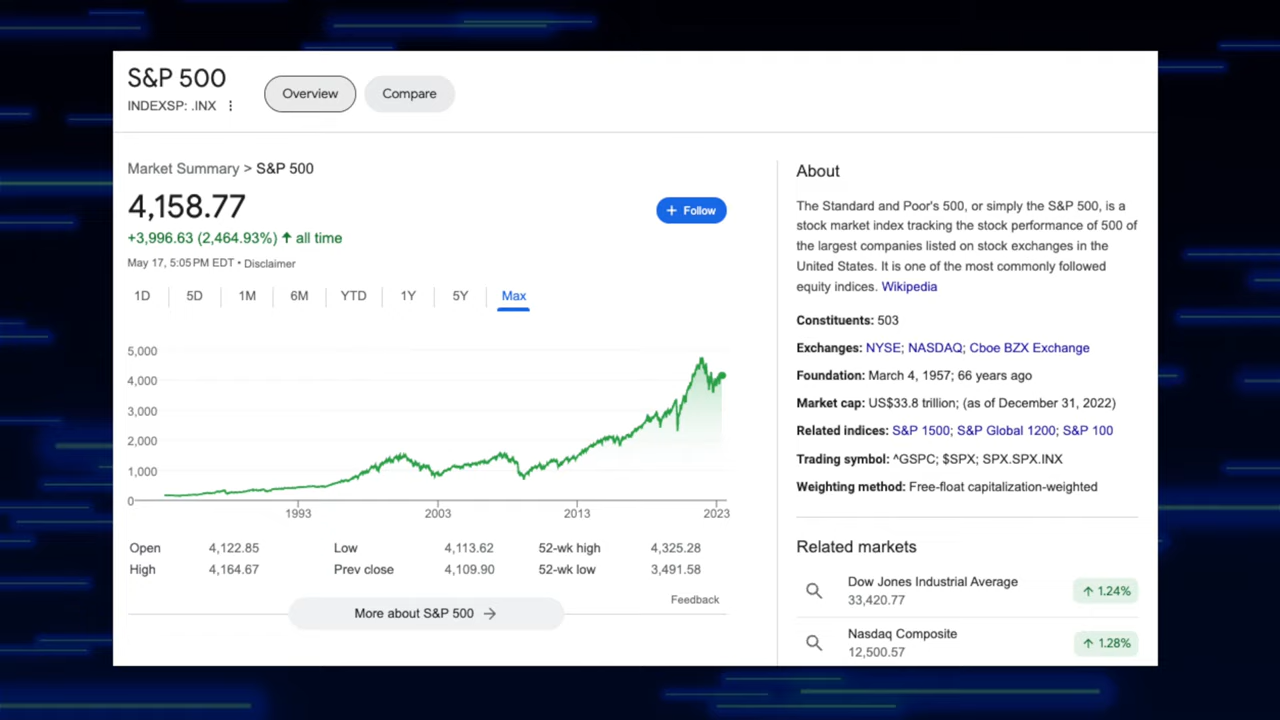 S&P 500
INDEXSP: .INX
Overview
Compare
Market Summary > S&P 500
4,158.77
+ Follow
+3,996.63 (2,464.93%) ↑ all time
May 17, 5:05 PM EDT • Disclaimer
1D 5D 1M 6M YTD 1Y 5Y Max
5,000
4,000
3,000
2,000
1,000
0
1993 2003 2013 2023
Open 4,122.85 Low 4,113.62 52-wk high 4,325.28
High 4,164.67 Prev close 4,109.90 52-wk low 3,491.58
Feedback
More about S&P 500 →
About
The Standard and Poor's 500, or simply the S&P 500, is a
stock market index tracking the stock performance of 500 of
the largest companies listed on stock exchanges in the
United States. It is one of the most commonly followed
equity indices. Wikipedia
Constituents: 503
Exchanges: NYSE; NASDAQ; Cboe BZX Exchange
Foundation: March 4, 1957; 66 years ago
Market cap: US$33.8 trillion; (as of December 31, 2022)
Related indices: S&P 1500; S&P Global 1200; S&P 100
Trading symbol: ^GSPC; $SPX; SPX.SPX.INX
Weighting method: Free-float capitalization-weighted
Related markets
Dow Jones Industrial Average
33,420.77
↑ 1.24%
Nasdaq Composite
12,500.57
↑ 1.28%